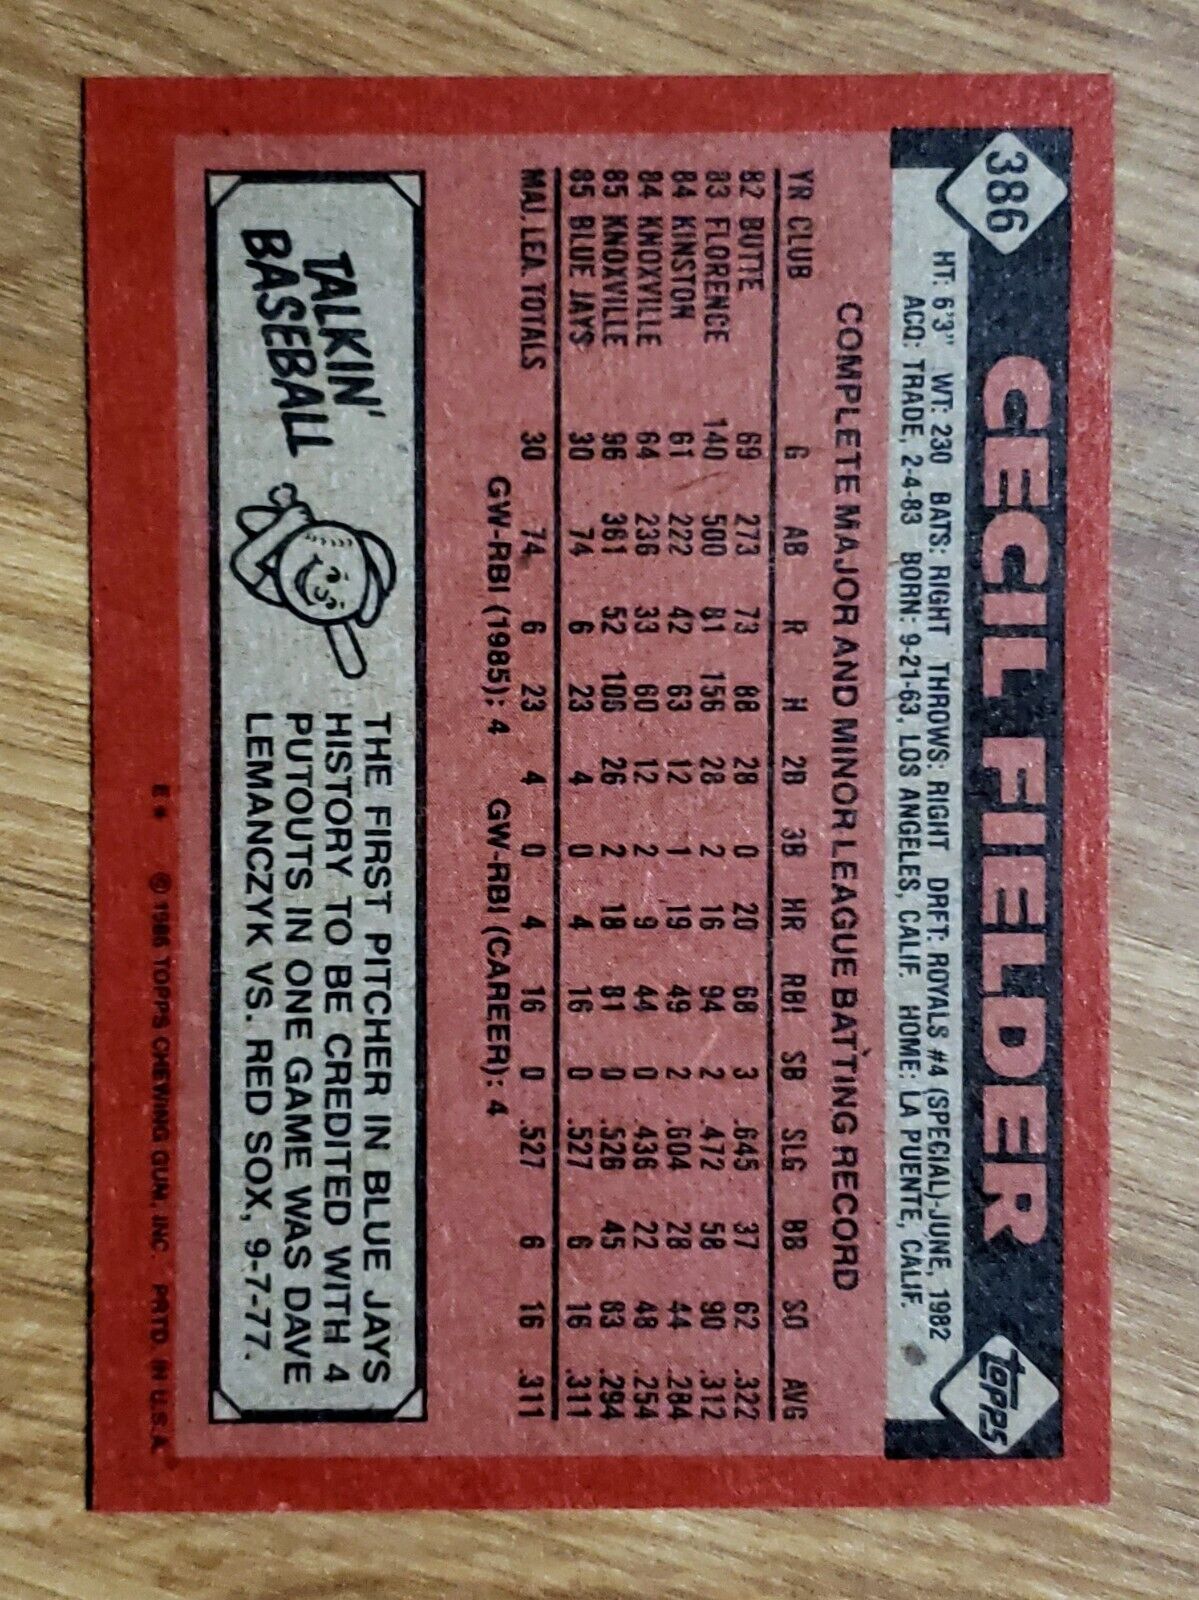 386 CECIL FIELDER topps
HT: 6'3" WT: 230 BATS: RIGHT THROWS: RIGHT DRFT: ROYALS #4 (SPECIAL)-JUNE, 1982
ACQ: TRADE, 2-4-83 BORN: 9-21-63, LOS ANGELES, CALIF. HOME: LA PUENTE, CALIF.
COMPLETE MAJOR AND MINOR LEAGUE BATTING RECORD
YR CLUB G AB R H 2B 3B HR RBI SB SLG BB SO AVG
82 BUTTE 69 273 73 88 28 0 20 68 3 .645 37 62 .322
83 FLORENCE 140 500 81 156 28 2 16 94 2 .472 58 90 .312
84 KINSTON 61 222 42 63 12 1 19 49 2 .604 28 44 .284
84 KNOXVILLE 64 236 33 60 12 2 9 44 0 .436 22 48 .254
85 KNOXVILLE 96 361 52 106 26 2 18 81 0 .526 45 83 .294
85 BLUE JAYS 30 74 6 23 4 0 4 16 0 .527 6 16 .311
MAJ. LEA. TOTALS 30 74 6 23 4 0 4 16 0 .527 6 16 .311
GW-RBI (1985): 4 GW-RBI (CAREER): 4
TALKIN'
BASEBALL
THE FIRST PITCHER IN BLUE JAYS
HISTORY TO BE CREDITED WITH 4
PUTOUTS IN ONE GAME WAS DAVE
LEMANCZYK VS. RED SOX, 9-7-77.
E* © 1986 TOPPS CHEWING GUM, INC. PRTD. IN U.S.A.